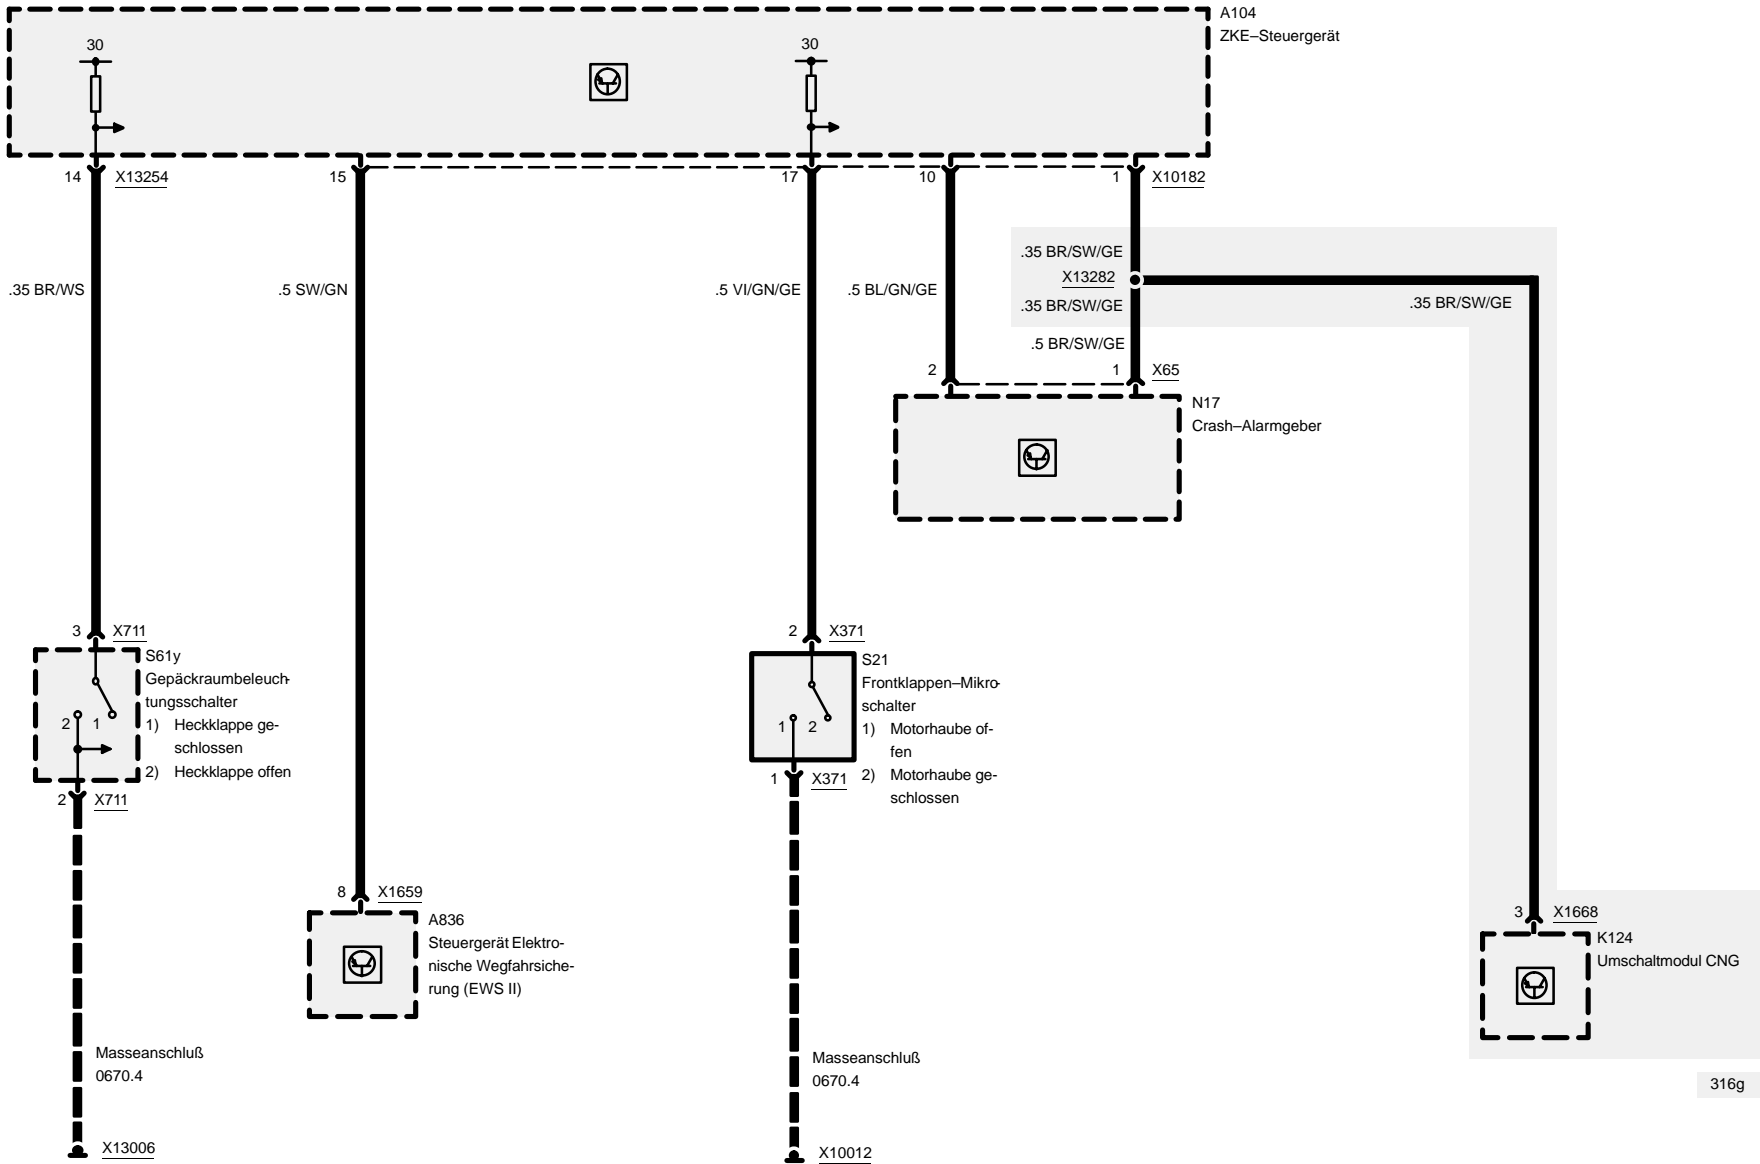 A104
ZKE–Steuergerät
30
30
14
X13254
15
17
10
1
X10182
.35 BR/WS
.5 SW/GN
.5 VI/GN/GE
.5 BL/GN/GE
.35 BR/SW/GE
X13282
.35 BR/SW/GE
.35 BR/SW/GE
.5 BR/SW/GE
2
1
X65
N17
Crash–Alarmgeber
3
X711
S61y
Gepäckraumbeleuch-
tungsschalter
1) Heckklappe ge-
schlossen
2) Heckklappe offen
2
1
2
X711
2
X371
S21
Frontklappen–Mikro-
schalter
1) Motorhaube of-
fen
2) Motorhaube ge-
schlossen
1
2
1
X371
8
X1659
A836
Steuergerät Elektro-
nische Wegfahrsiche-
rung (EWS II)
3
X1668
K124
Umschaltmodul CNG
Masseanschluß
0670.4
Masseanschluß
0670.4
316g
X13006
X10012